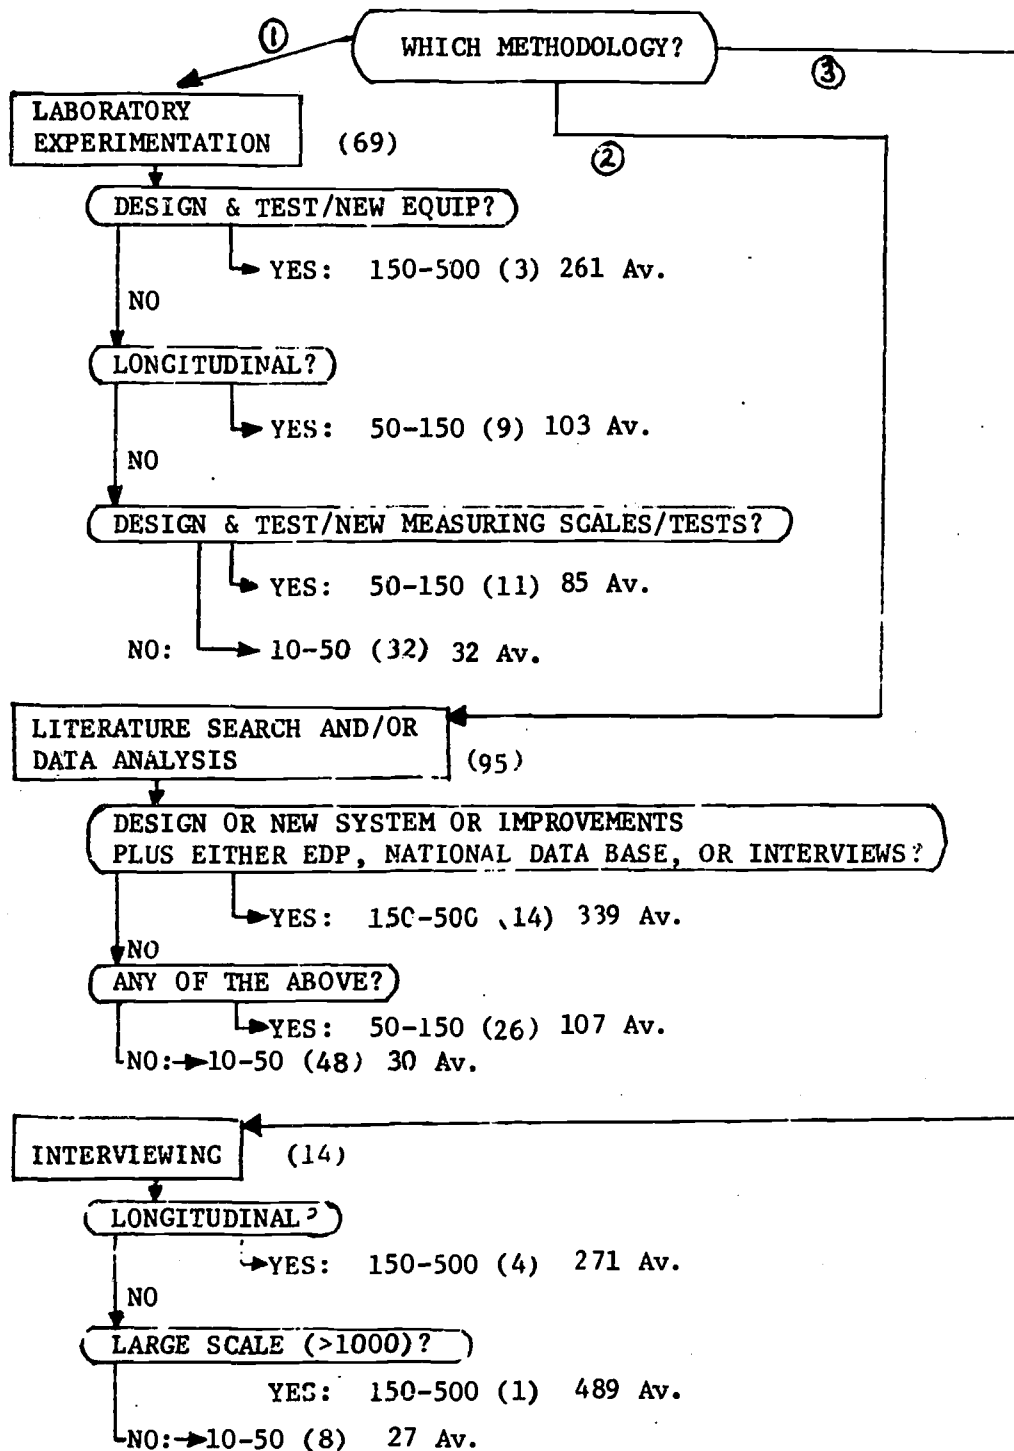 ①
WHICH METHODOLOGY?
③
LABORATORY
EXPERIMENTATION (69)
②
DESIGN & TEST/NEW EQUIP?
YES: 150-500 (3) 261 Av.
NO
LONGITUDINAL?
YES: 50-150 (9) 103 Av.
NO
DESIGN & TEST/NEW MEASURING SCALES/TESTS?
YES: 50-150 (11) 85 Av.
NO: 10-50 (32) 32 Av.
LITERATURE SEARCH AND/OR
DATA ANALYSIS (95)
DESIGN OR NEW SYSTEM OR IMPROVEMENTS
PLUS EITHER EDP, NATIONAL DATA BASE, OR INTERVIEWS?
YES: 150-500 (14) 339 Av.
NO
ANY OF THE ABOVE?
YES: 50-150 (26) 107 Av.
NO: 10-50 (48) 30 Av.
INTERVIEWING (14)
LONGITUDINAL?
YES: 150-500 (4) 271 Av.
NO
LARGE SCALE (>1000)?
YES: 150-500 (1) 489 Av.
NO: 10-50 (8) 27 Av.